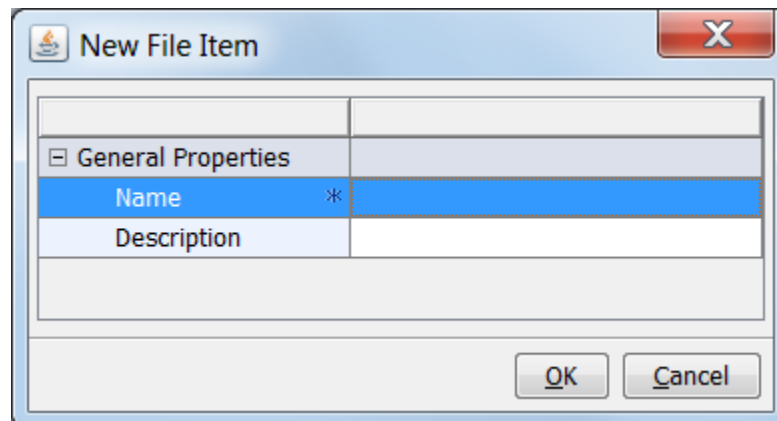 New File Item
General Properties
Name *
Description
OK Cancel